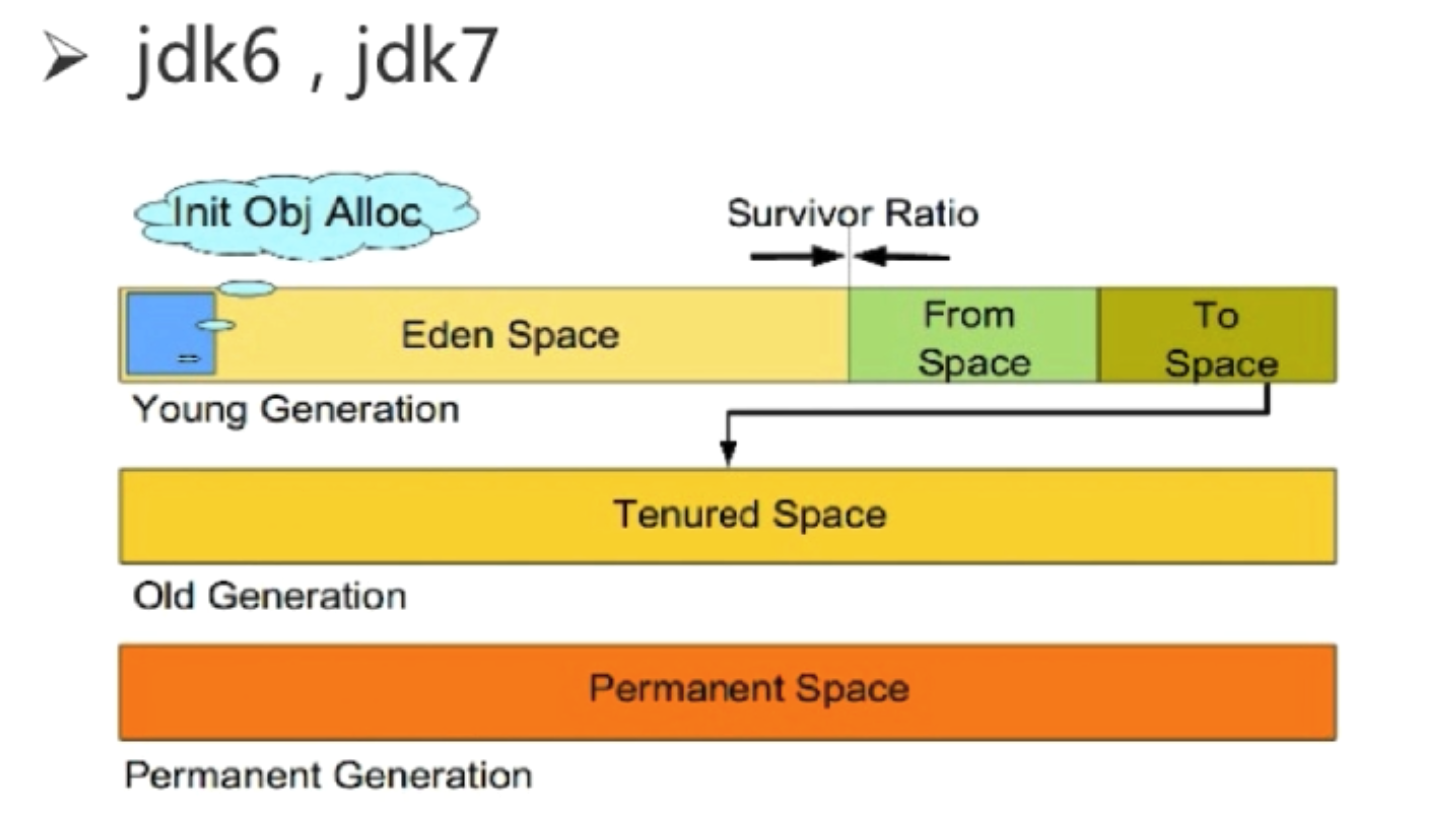 ➢ jdk6 , jdk7
Init Obj Alloc
Survivor Ratio
Eden Space
From
Space
To
Space
Young Generation
Tenured Space
Old Generation
Permanent Space
Permanent Generation